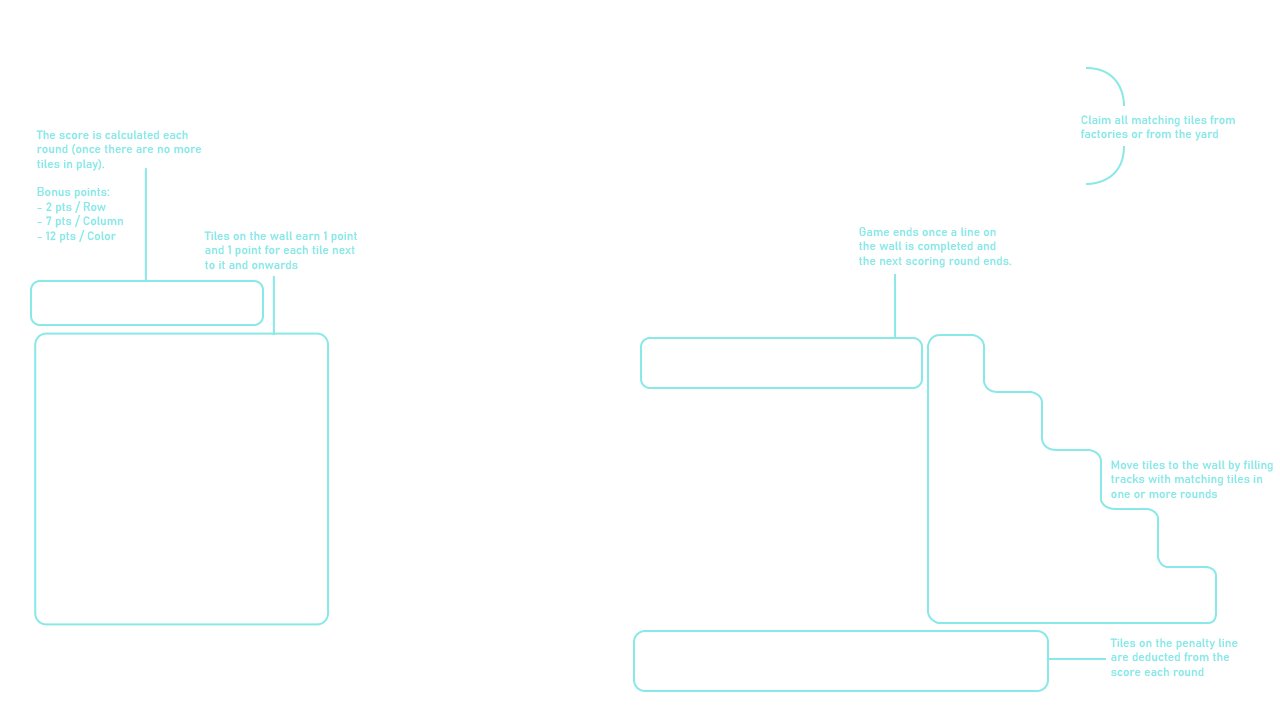 The score is calculated each
round (once there are no more
tiles in play).
Bonus points:
- 2 pts / Row
- 7 pts / Column
- 12 pts / Color
Tiles on the wall earn 1 point
and 1 point for each tile next
to it and onwards
Claim all matching tiles from
factories or from the yard
Game ends once a line on
the wall is completed and
the next scoring round ends.
Move tiles to the wall by filling
tracks with matching tiles in
one or more rounds
Tiles on the penalty line
are deducted from the
score each round